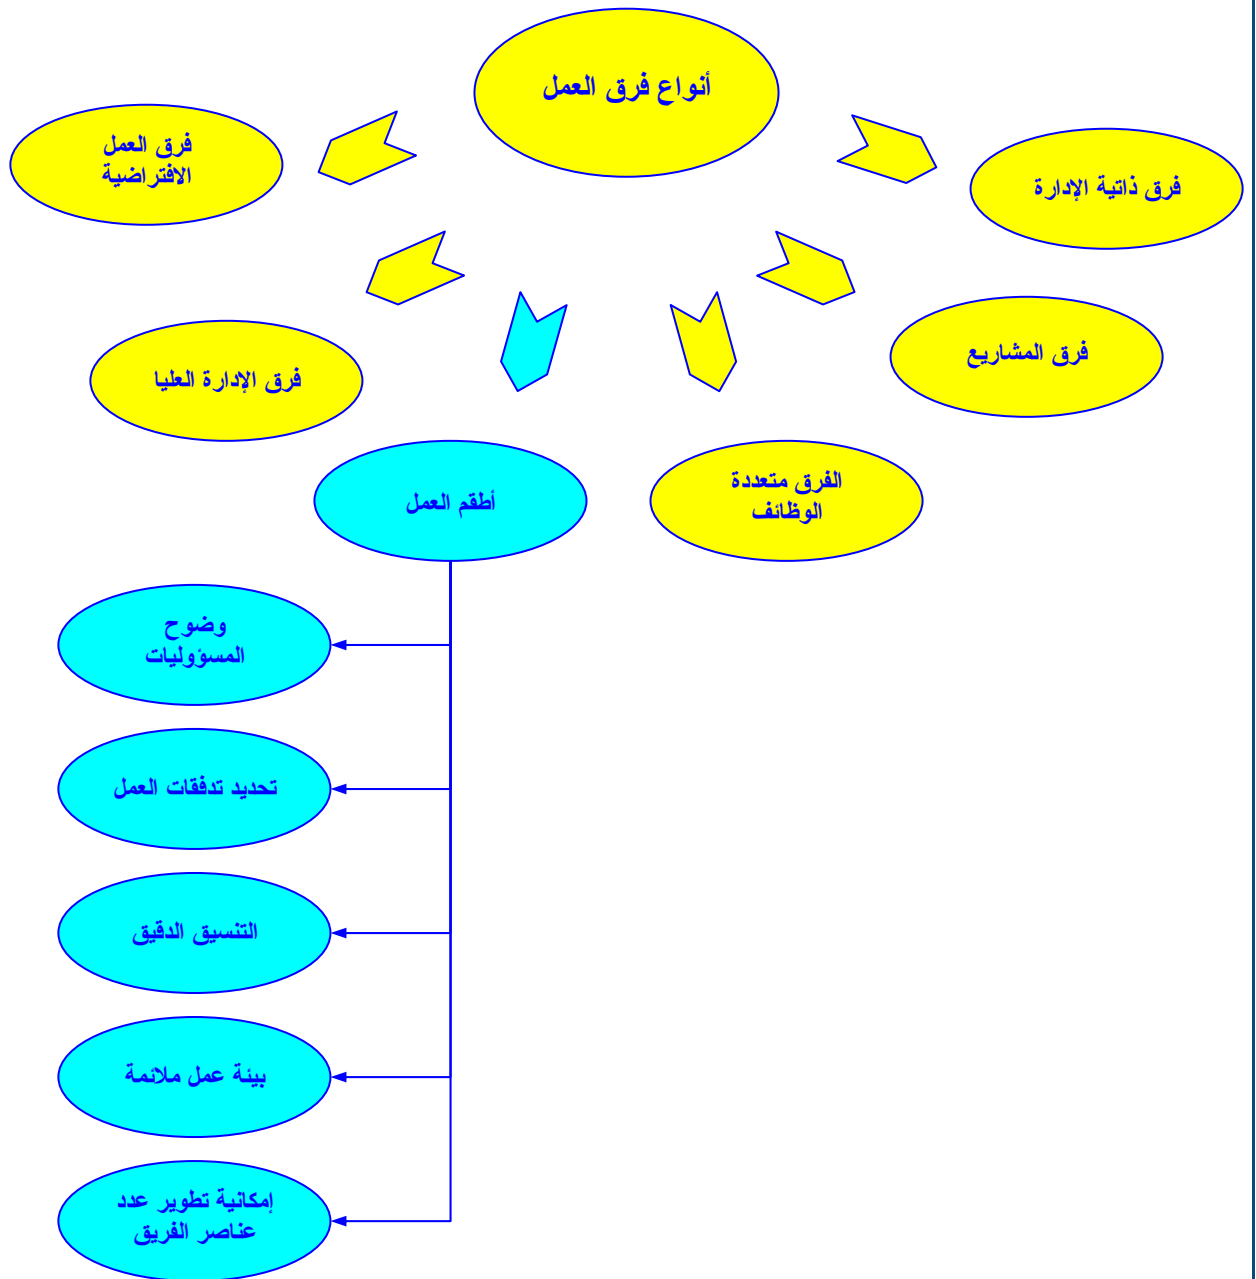 أنواع فرق العمل
فرق ذاتية الإدارة
فرق المشاريع
الفرق متعددة
الوظائف
أطقم العمل
فرق الإدارة العليا
فرق العمل
الافتراضية
وضوح
المسؤوليات
تحديد تدفقات العمل
التنسيق الدقيق
بيئة عمل ملائمة
إمكانية تطوير عدد
عناصر الفريق